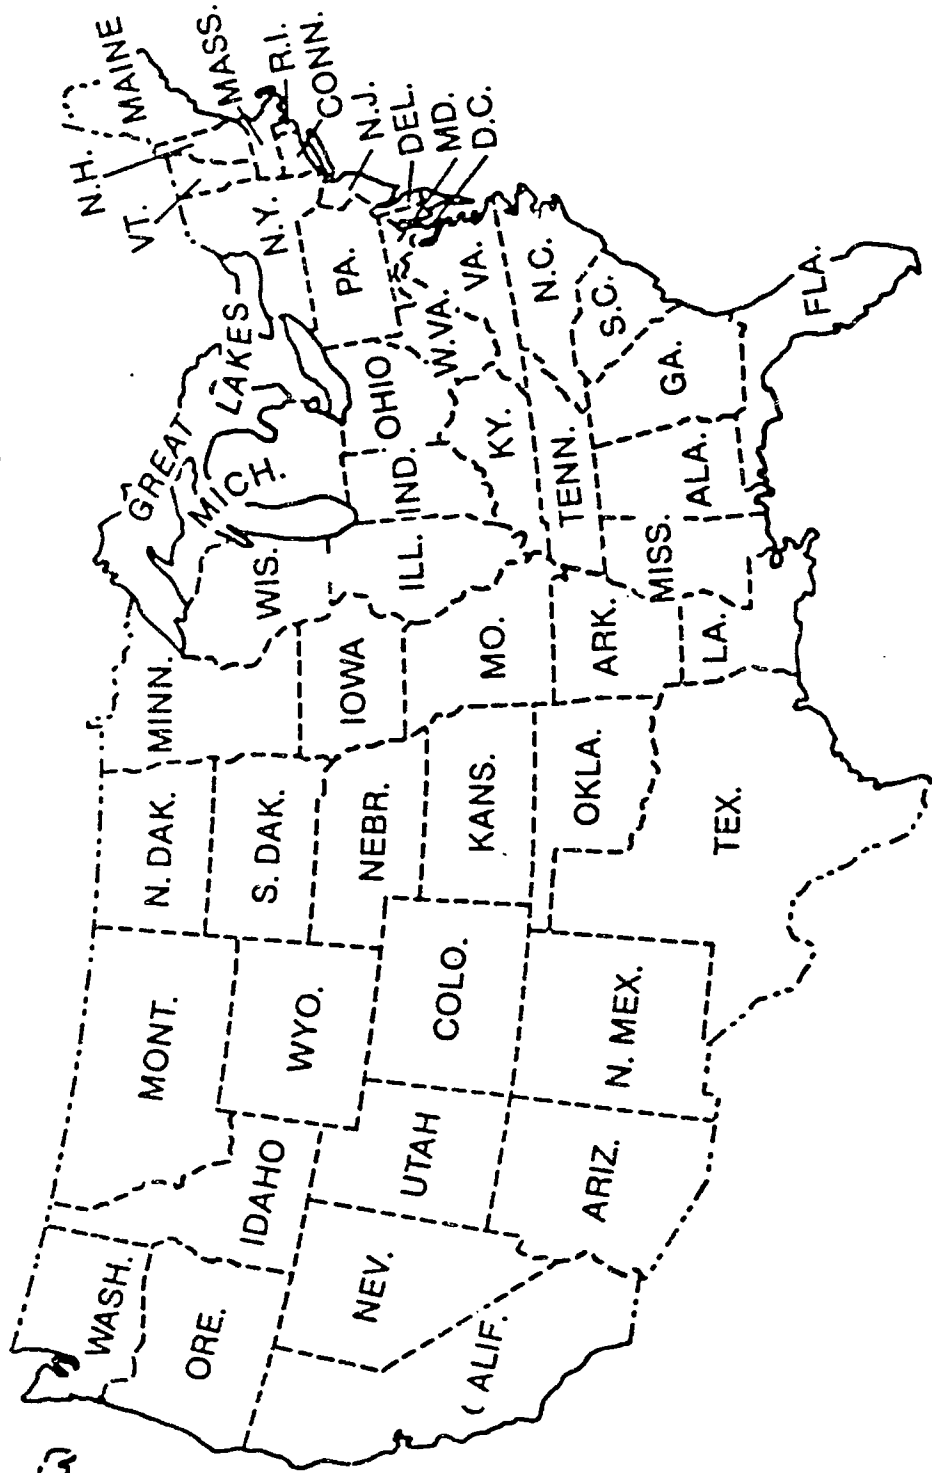 WASH.
ORE.
(ALIF.
NEV.
IDAHO
MONT.
WYO.
UTAH
ARIZ.
COLO.
N. MEX.
N. DAK.
S. DAK.
NEBR.
KANS.
OKLA.
TEX.
MINN.
IOWA
MO.
ARK.
LA.
WIS.
ILL.
MISS.
GREAT LAKES
MICH.
IND.
OHIO
KY.
TENN.
ALA.
GA.
FLA.
S.C.
N.C.
VA.
W.VA.
PA.
N.Y.
VT.
N.H.
MAINE
MASS.
R.I.
CONN.
N.J.
DEL.
MD.
D.C.